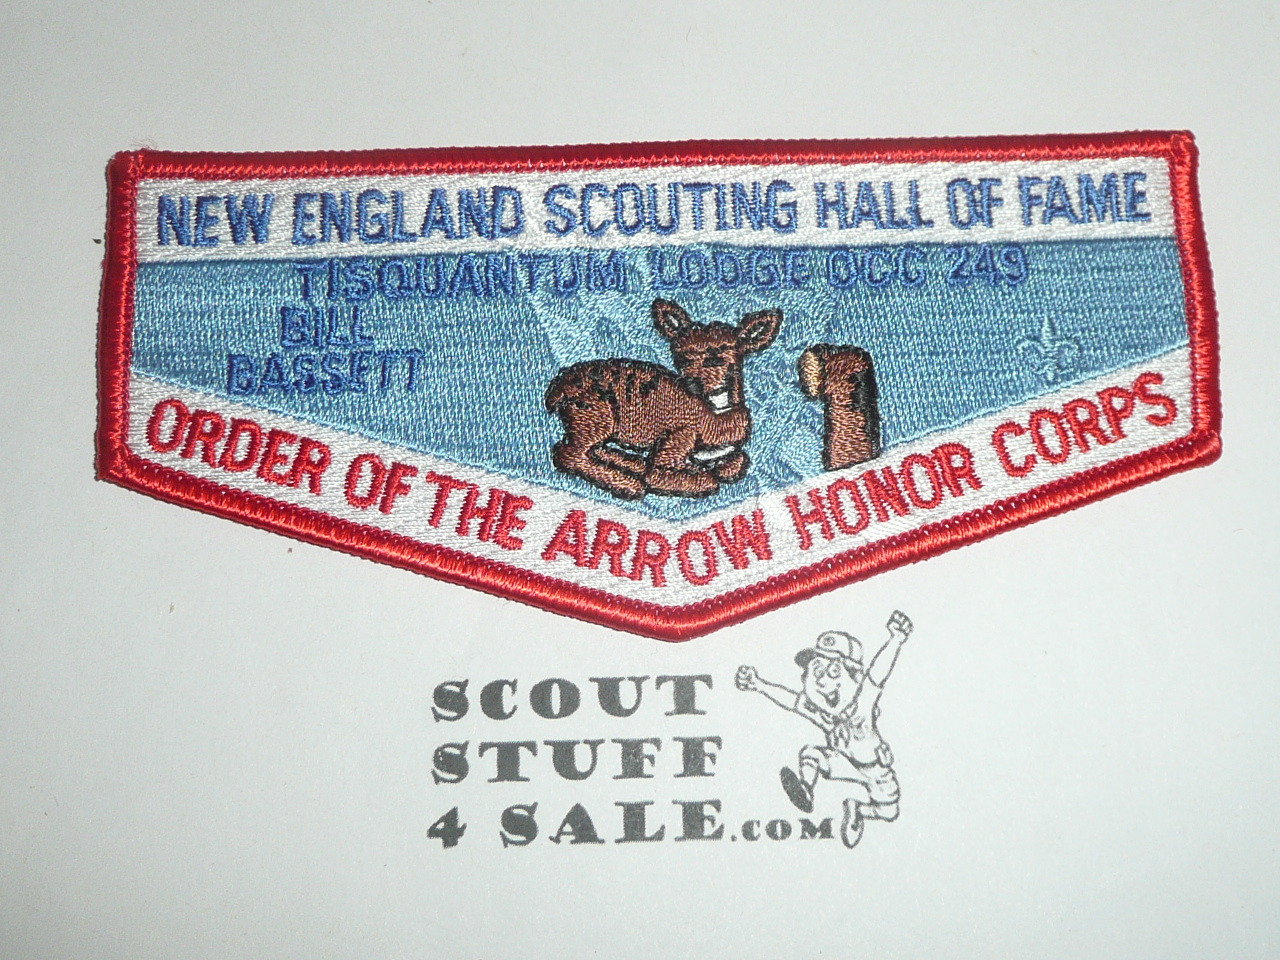 NEW ENGLAND SCOUTING HALL OF FAME
TISQUANTUM LODGE OCC 249
BILL
BASSETT
ORDER OF THE ARROW HONOR CORPS
SCOUT
STUFF
4 SALE.COM